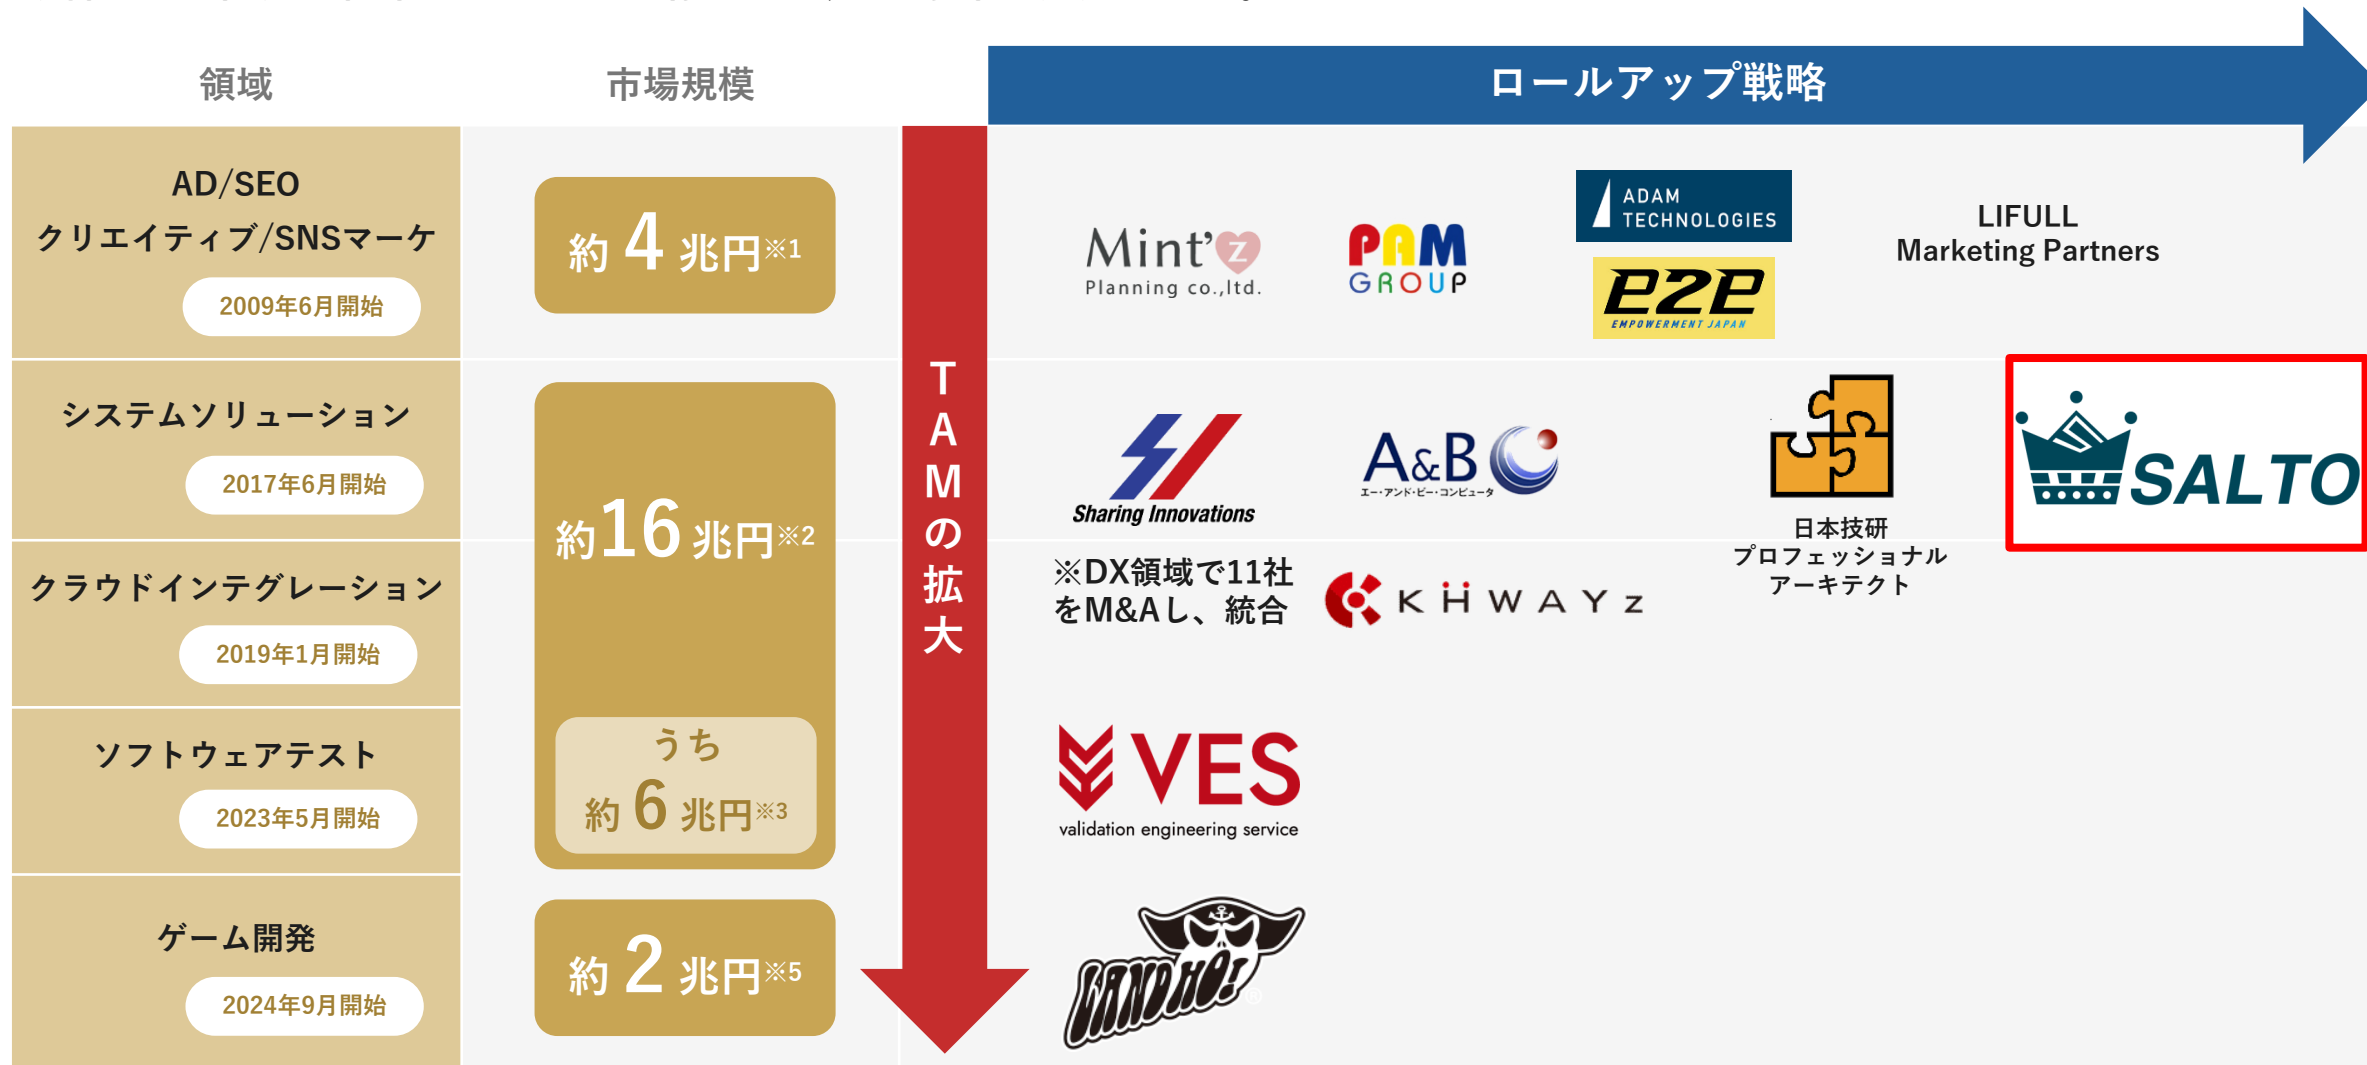 領域
市場規模
ロールアップ戦略
AD/SEO
クリエイティブ/SNSマーケ
2009年6月開始
約 4 兆円※1
Mint'z
Planning co.,ltd.
PAM
GROUP
ADAM
TECHNOLOGIES
e2e
EMPOWERMENT JAPAN
LIFULL
Marketing Partners
TAMの拡大
システムソリューション
2017年6月開始
約16 兆円※2
Sharing Innovations
A&B
エー・アンド・ビー・コンピュータ
日本技研
プロフェッショナル
アーキテクト
SALTO
クラウドインテグレーション
2019年1月開始
※DX領域で11社
をM&Aし、統合
KHWAYz
ソフトウェアテスト
2023年5月開始
うち
約 6 兆円※3
VES
validation engineering service
ゲーム開発
2024年9月開始
約 2 兆円※5
LANDHO!
®